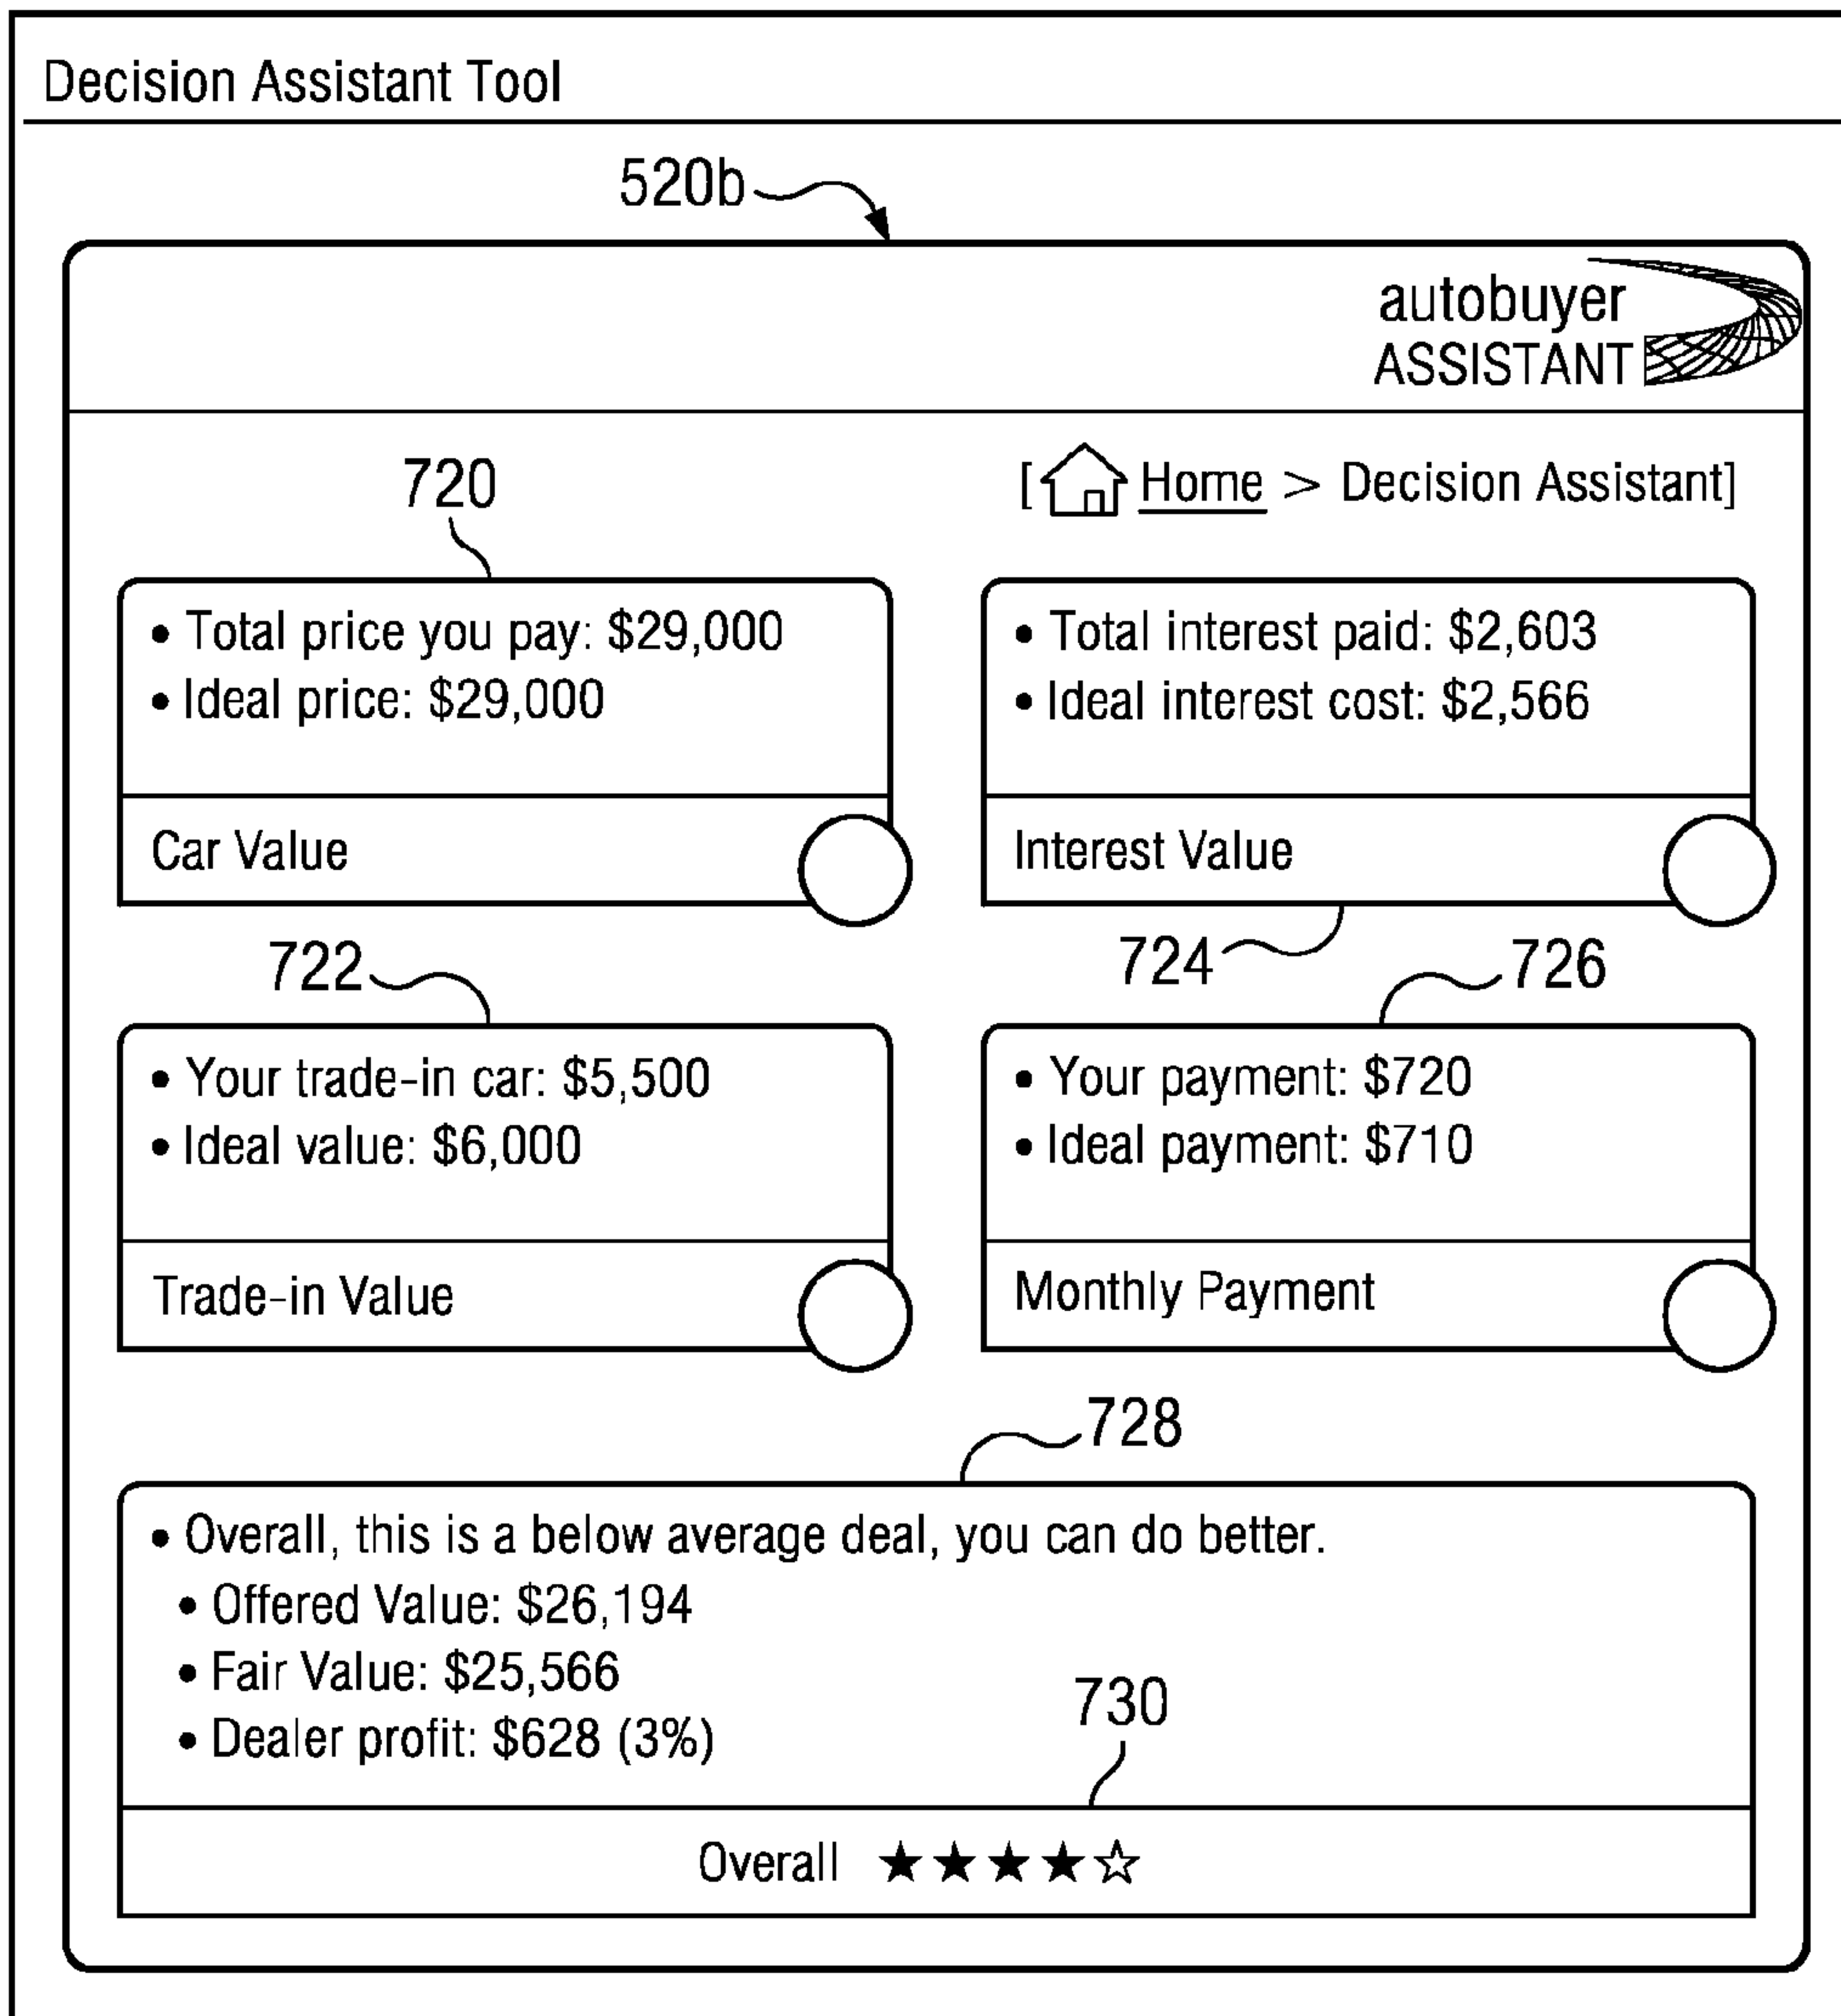 Decision Assistant Tool
520b
autobuyer
ASSISTANT
[Home > Decision Assistant]
720
• Total price you pay: $29,000
• Ideal price: $29,000
Car Value
• Total interest paid: $2,603
• Ideal interest cost: $2,566
Interest Value
722
724
726
• Your trade-in car: $5,500
• Ideal value: $6,000
Trade-in Value
• Your payment: $720
• Ideal payment: $710
Monthly Payment
728
• Overall, this is a below average deal, you can do better.
• Offered Value: $26,194
• Fair Value: $25,566
• Dealer profit: $628 (3%)
730
Overall ★★★★☆